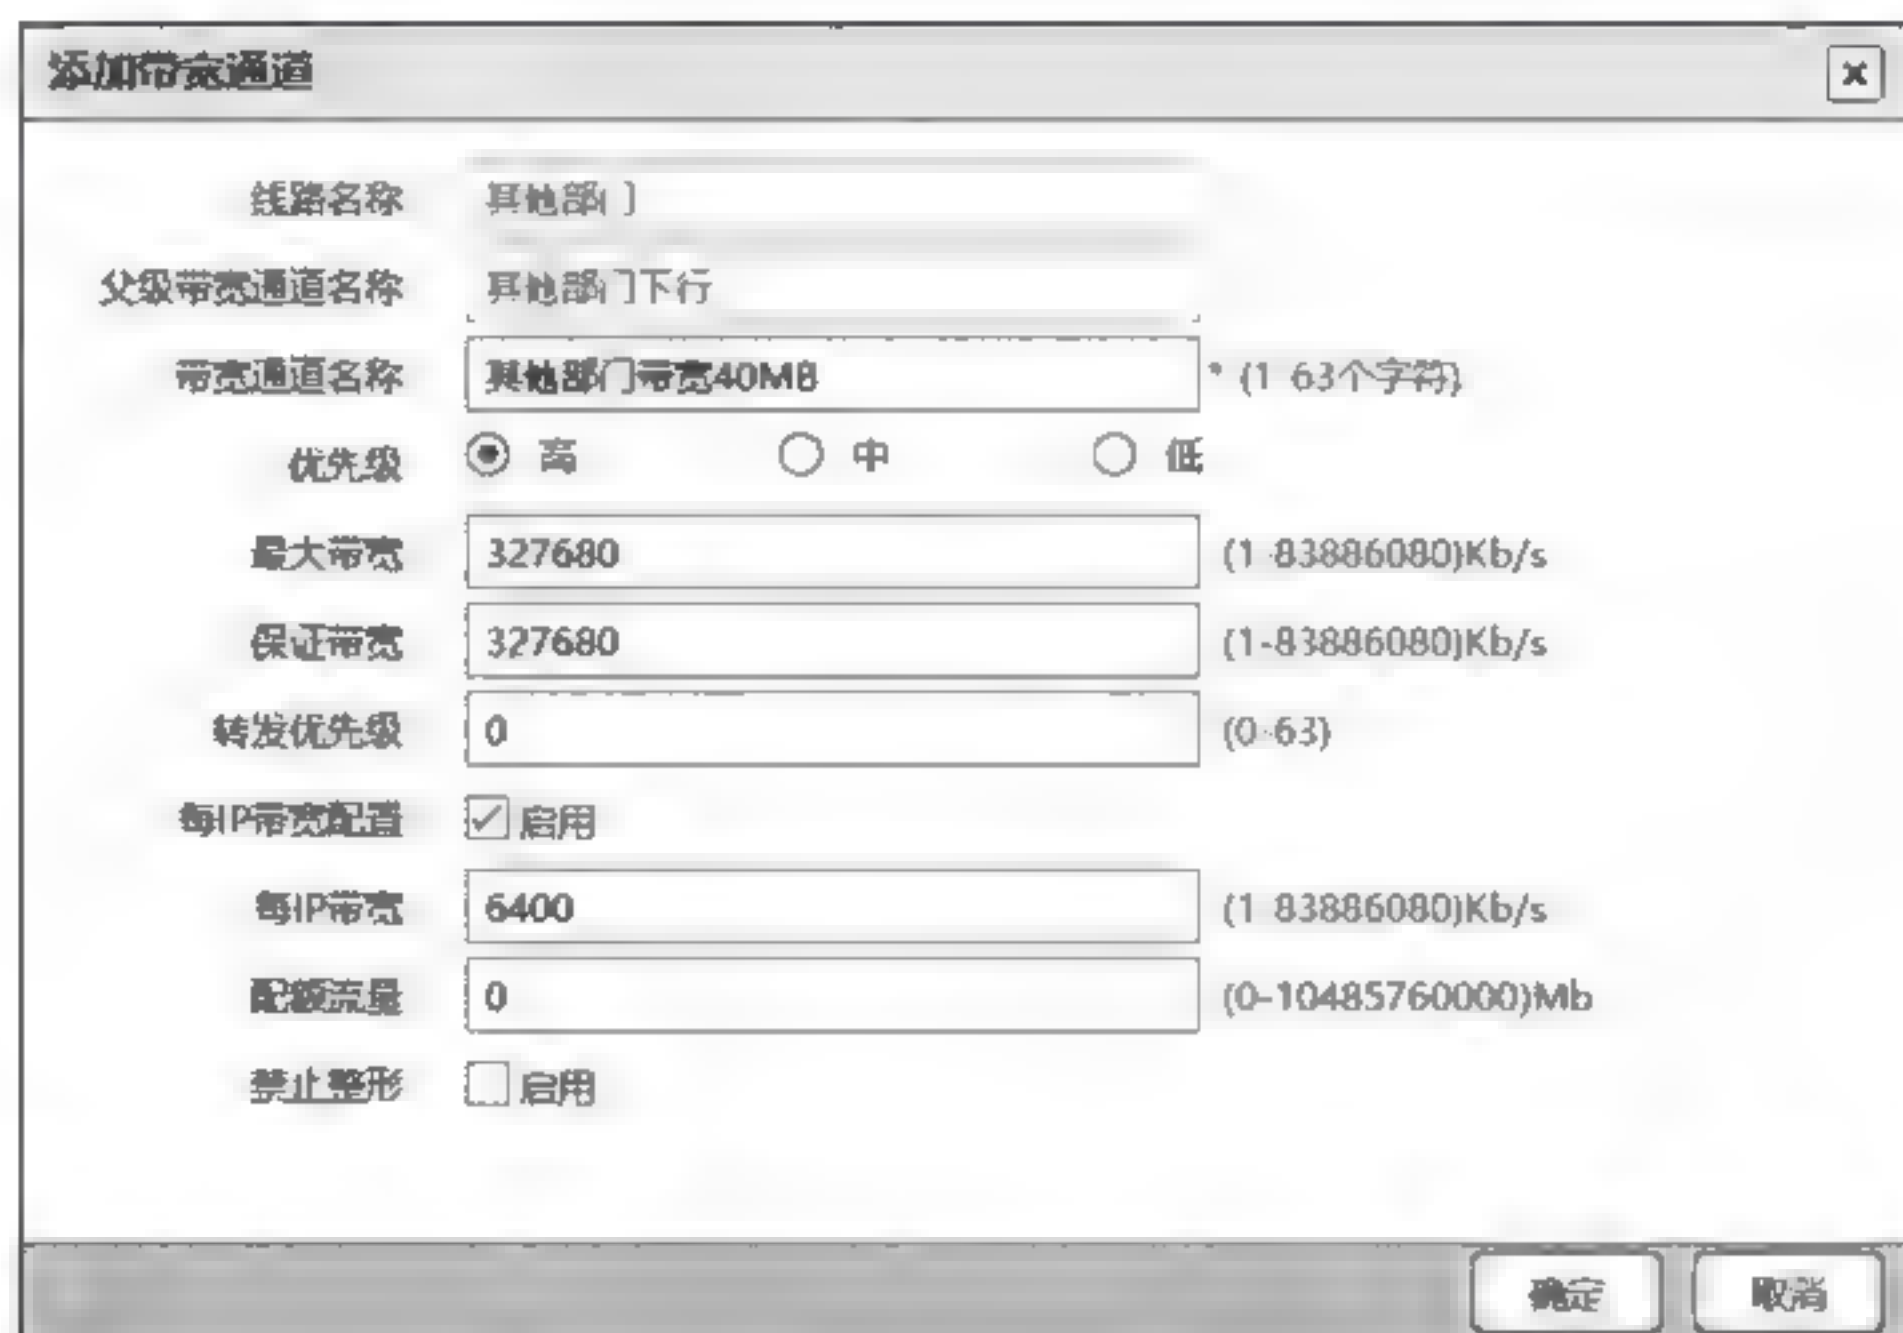 添加带宽通道
线路名称 其他部门
父级带宽通道名称 其他部门下行
带宽通道名称 其他部门带宽40MB * (1-63个字符)
优先级 高 中 低
最大带宽 327680 (1-83886080)Kb/s
保证带宽 327680 (1-83886080)Kb/s
转发优先级 0 (0-63)
每IP带宽配置 启用
每IP带宽 6400 (1-83886080)Kb/s
配额流量 0 (0-10485760000)Mb
禁止整形 启用
确定 取消